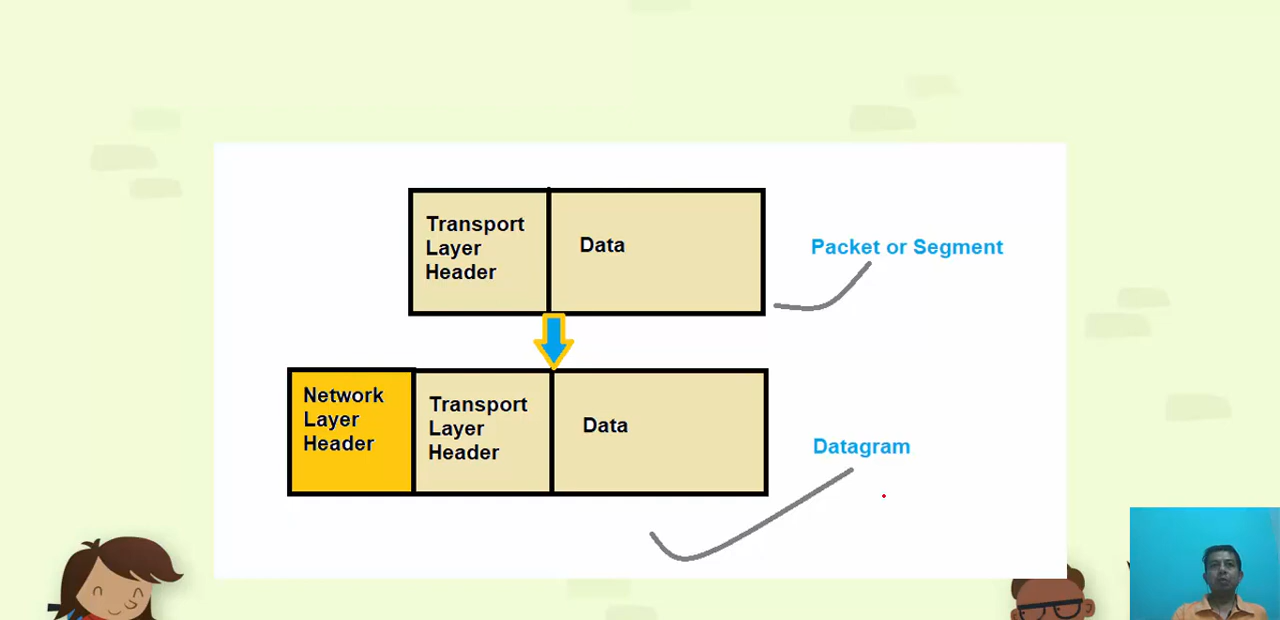 Transport
Layer
Header
Data
Packet or Segment
Network
Layer
Header
Transport
Layer
Header
Data
Datagram